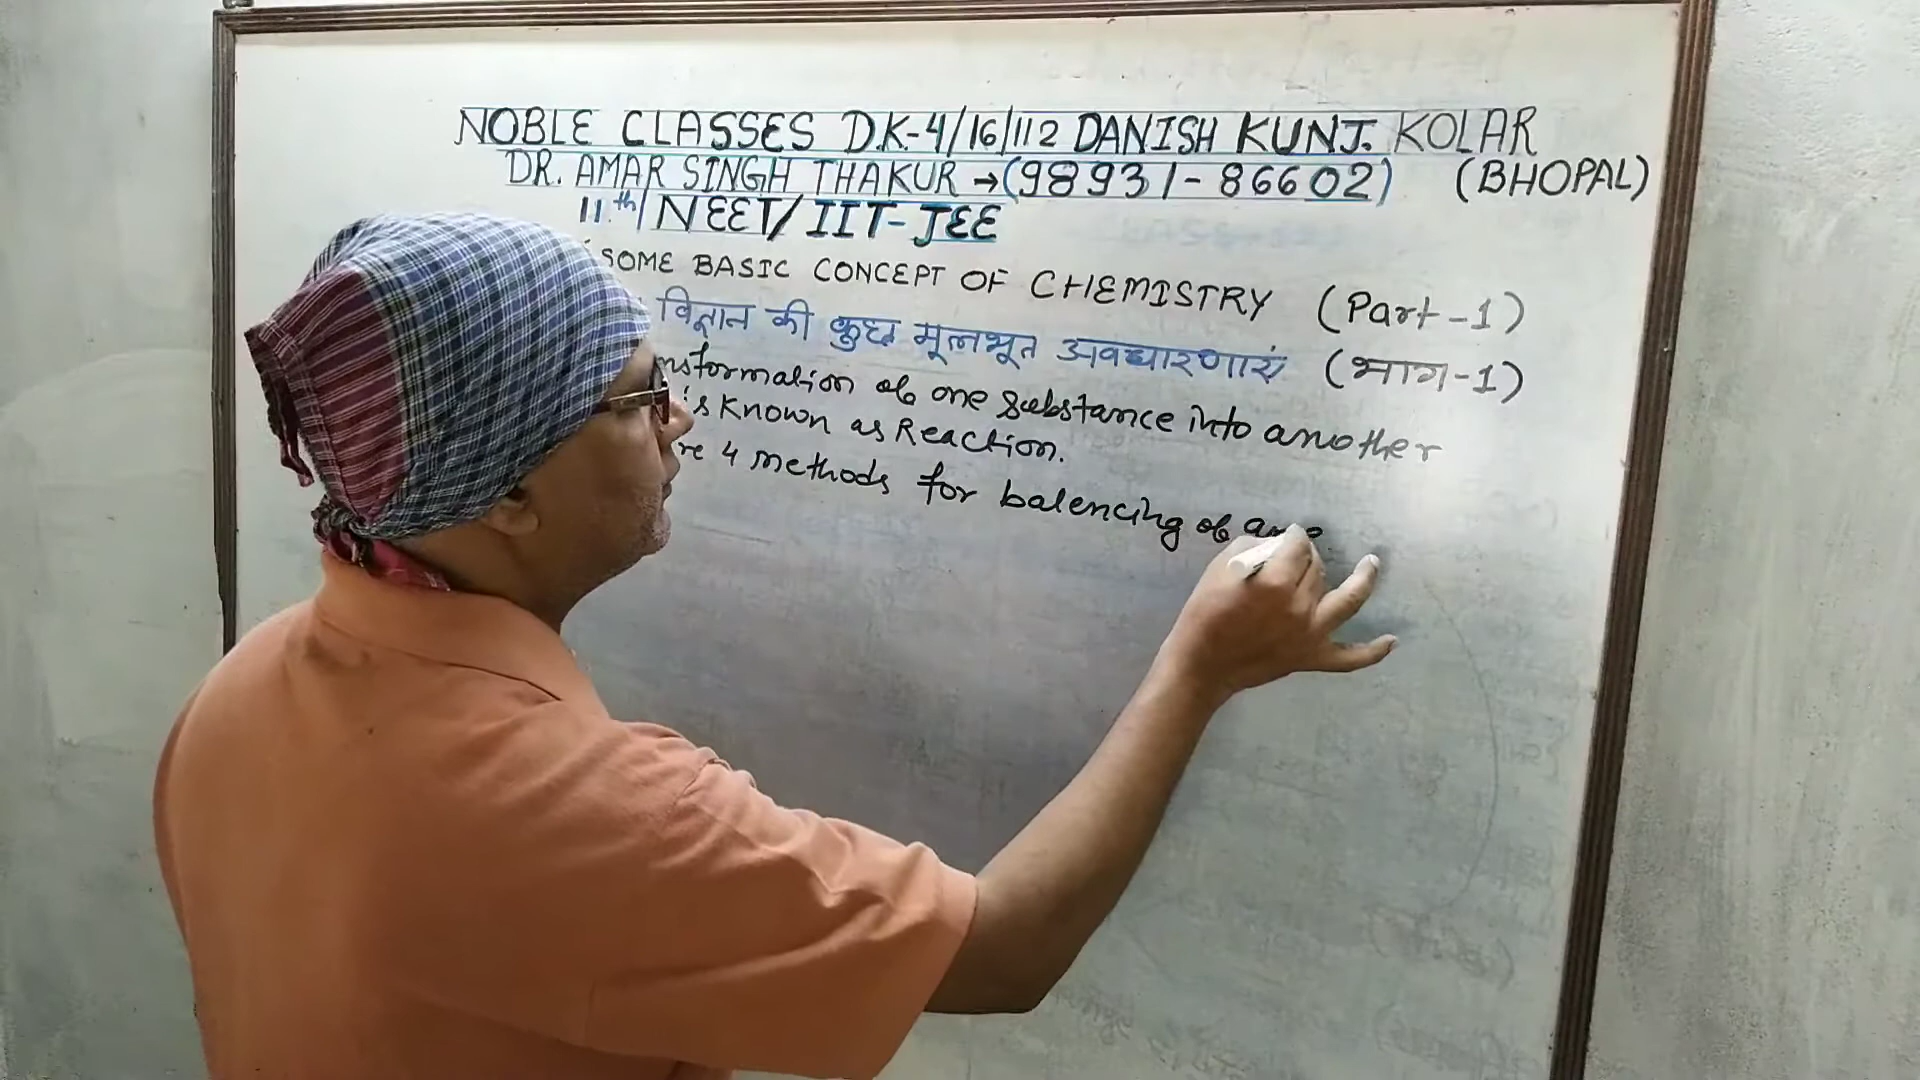 NOBLE CLASSES DK-4/16/112 DANISH KUNJ. KOLAR
DR. AMAR SINGH THAKUR →(98931-86602) (BHOPAL)
11th/NEET/IIT-JEE
SOME BASIC CONCEPT OF CHEMISTRY (Part-1)
विज्ञान की कुछ मूलभूत अवधारणाएं (भाग-1)
nsformation of one substance into another
is Known as Reaction.
re 4 methods for balencing of